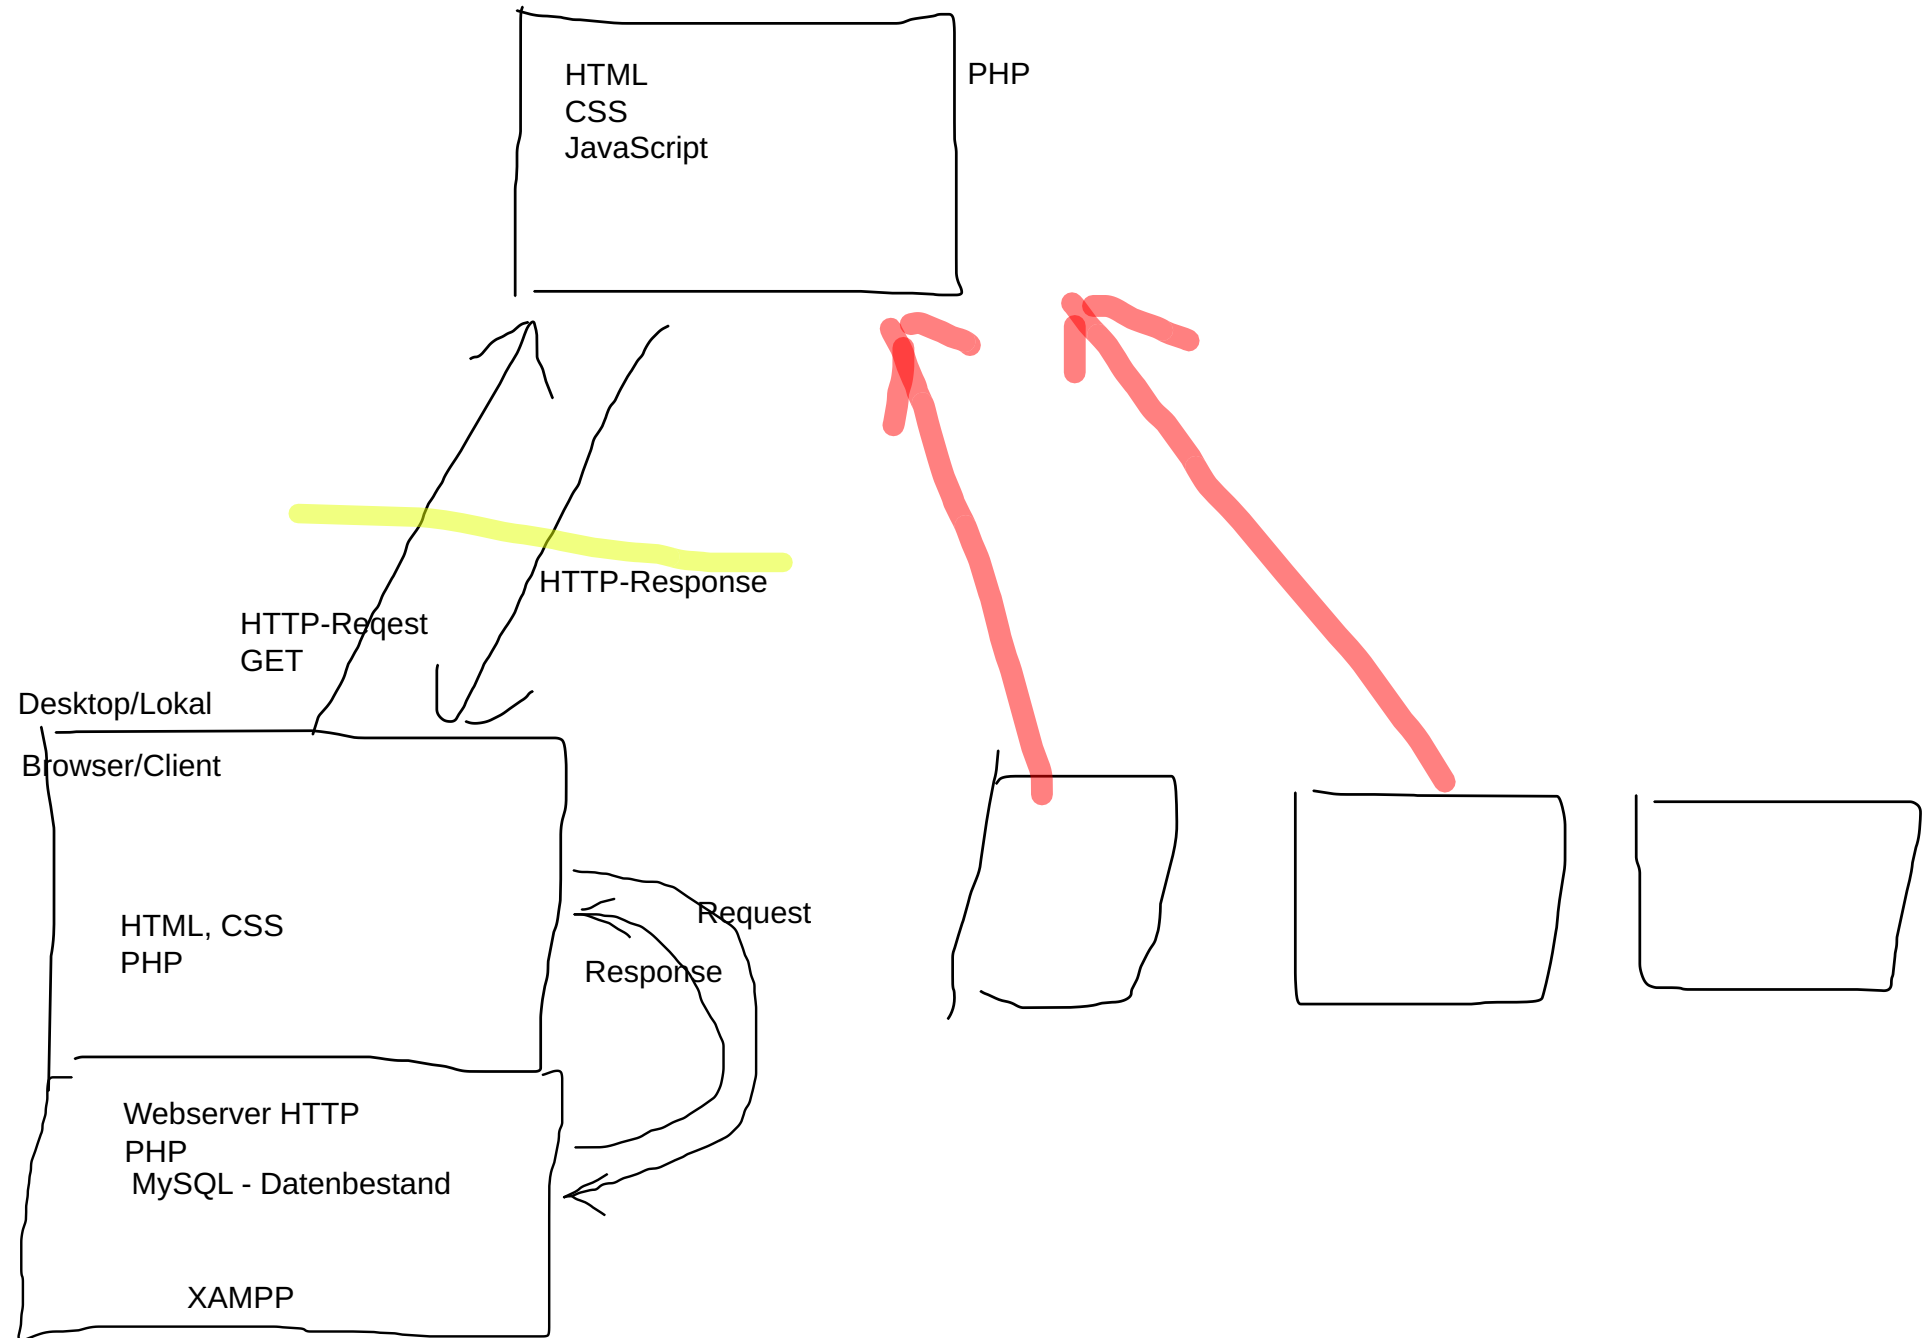 HTML
CSS
JavaScript
PHP
HTTP-Response
HTTP-Reqest
GET
Desktop/Lokal
Browser/Client
HTML, CSS
PHP
Request
Response
Webserver HTTP
PHP
MySQL - Datenbestand
XAMPP